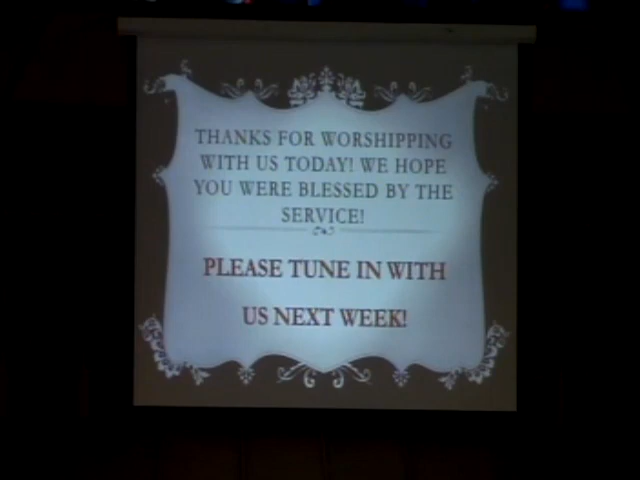 THANKS FOR WORSHIPPING
WITH US TODAY! WE HOPE
YOU WERE BLESSED BY THE
SERVICE!
PLEASE TUNE IN WITH
US NEXT WEEK!